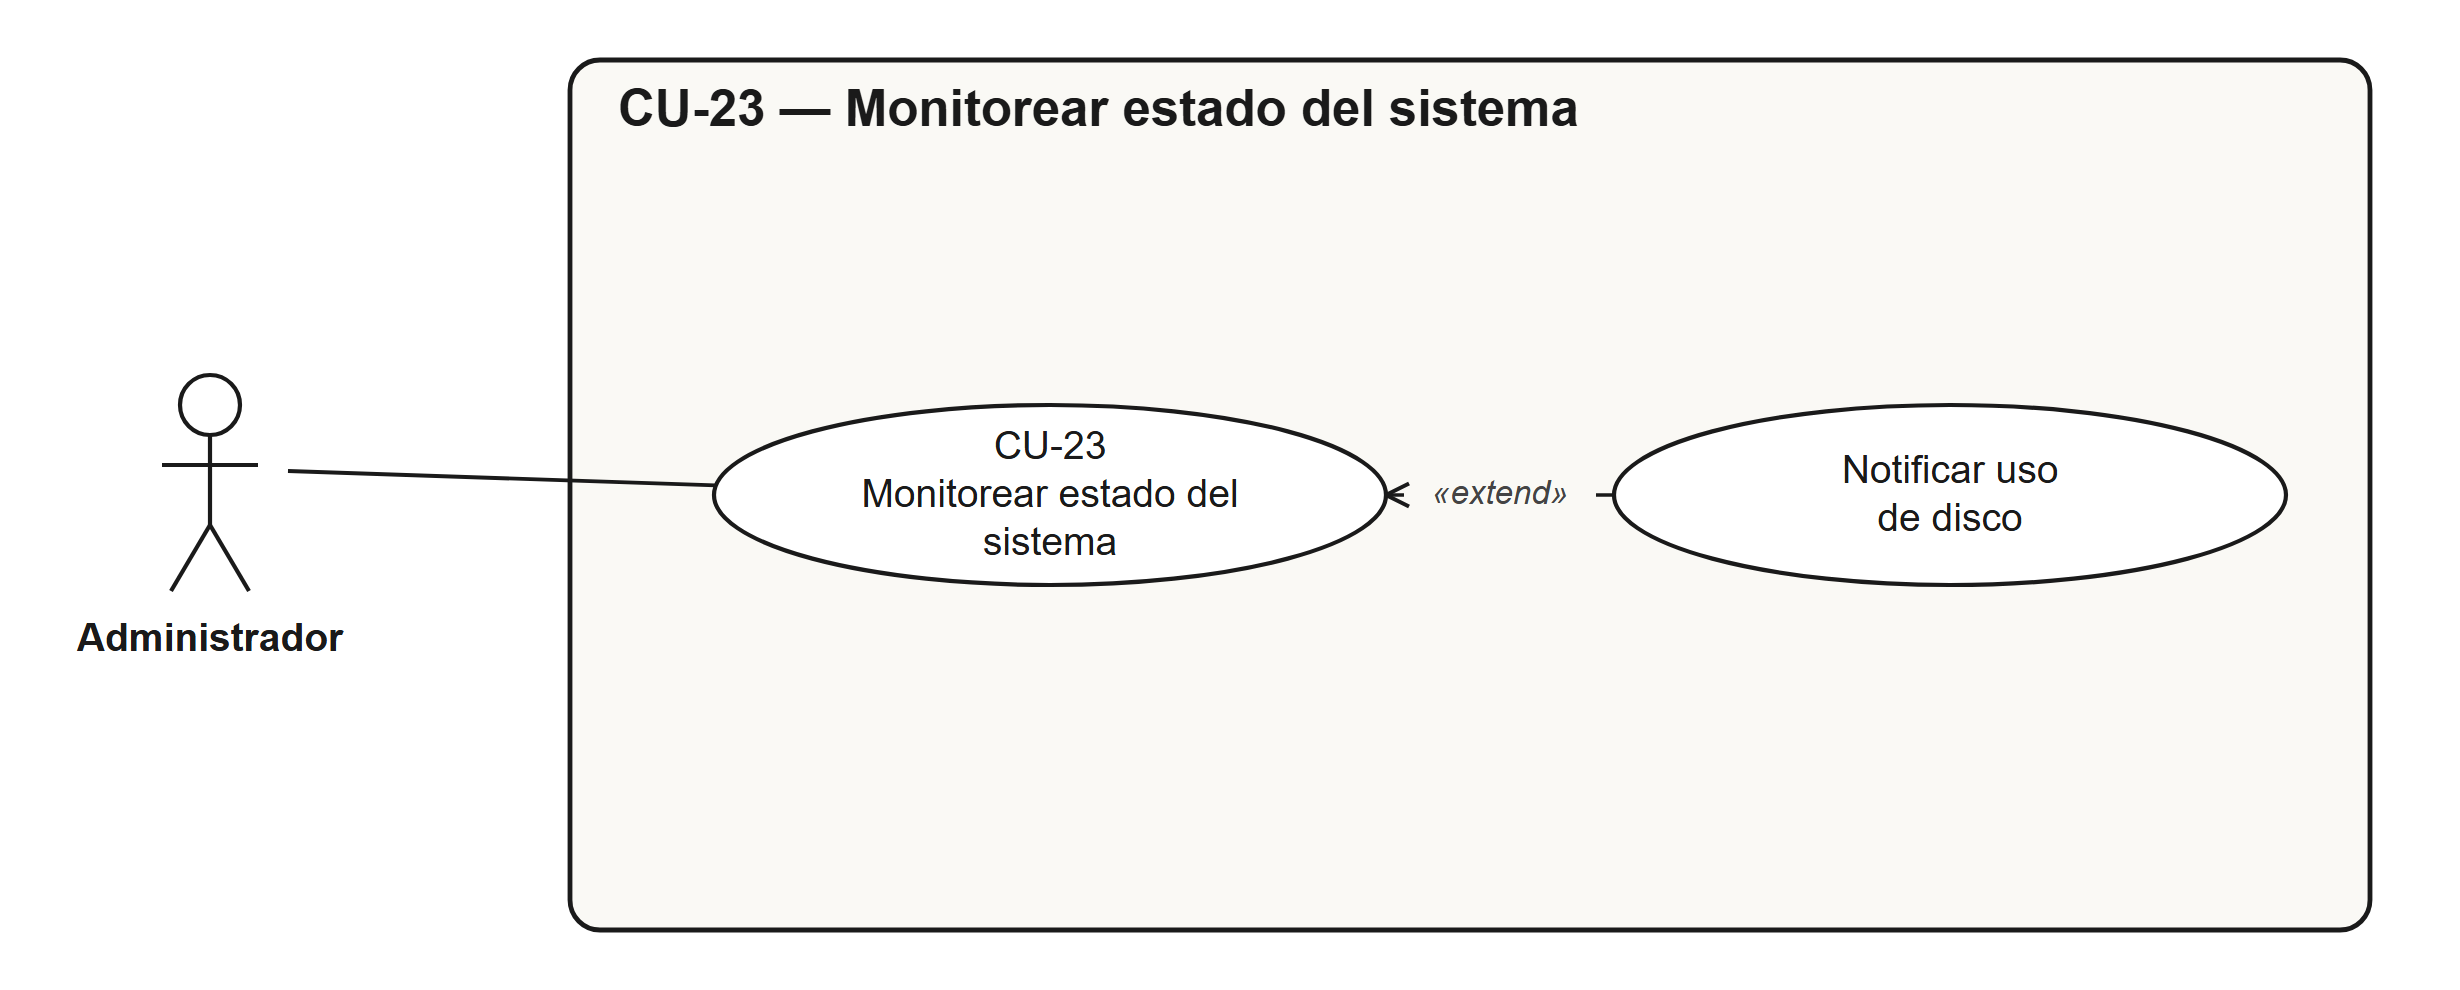 CU-23 — Monitorear estado del sistema
CU-23
Monitorear estado del
sistema
«extend»
Notificar uso
de disco
Administrador